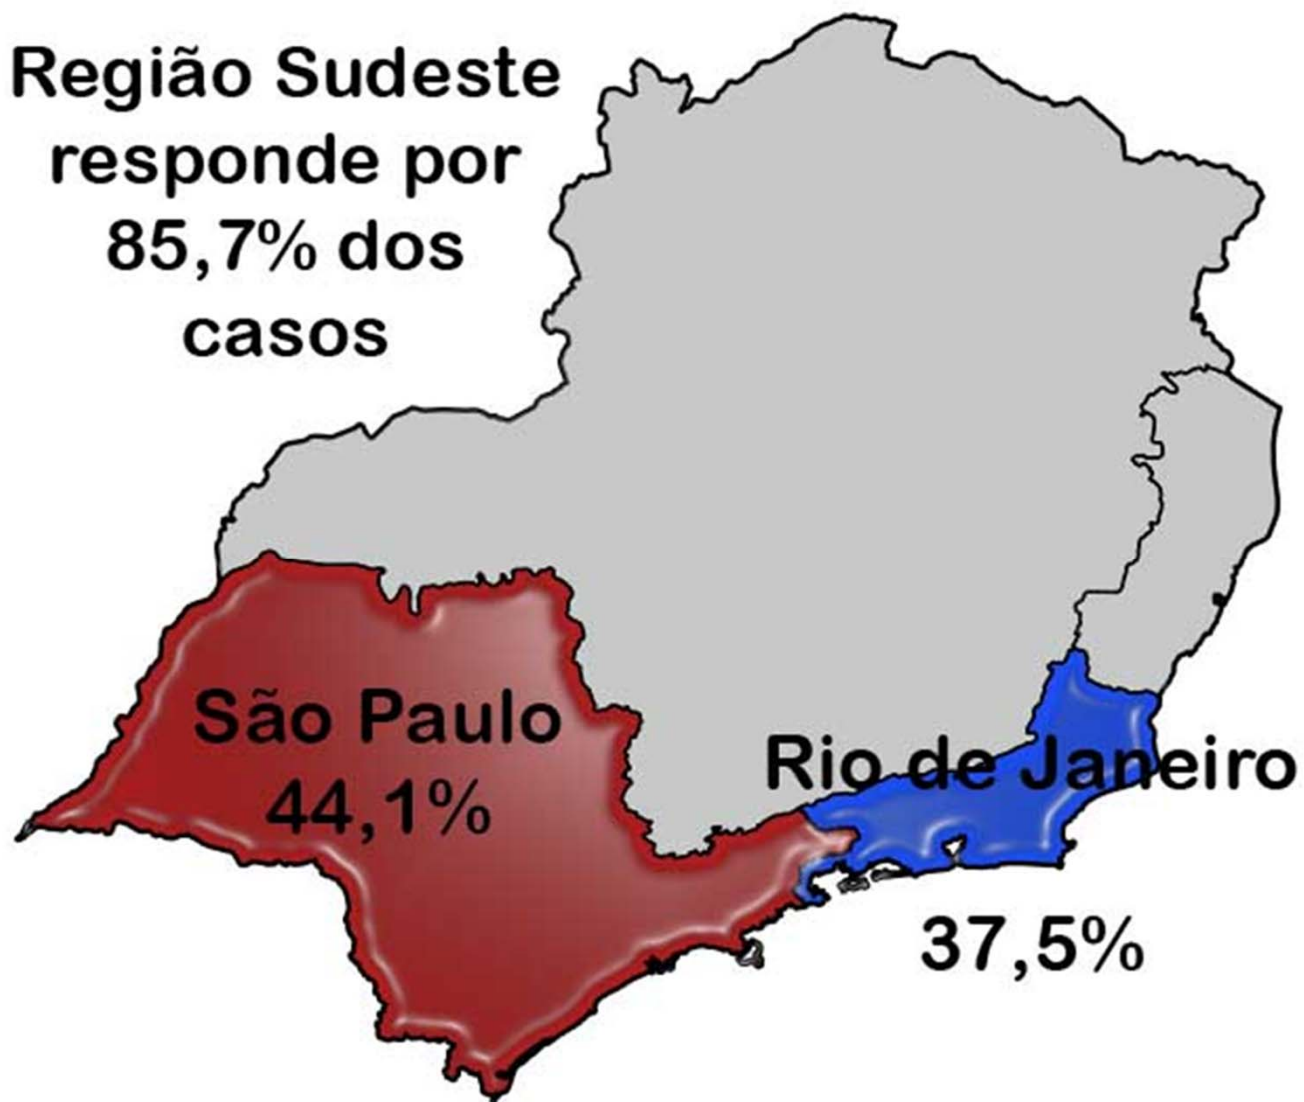 Região Sudeste
responde por
85,7% dos
casos
São Paulo
44,1%
Rio de Janeiro
37,5%